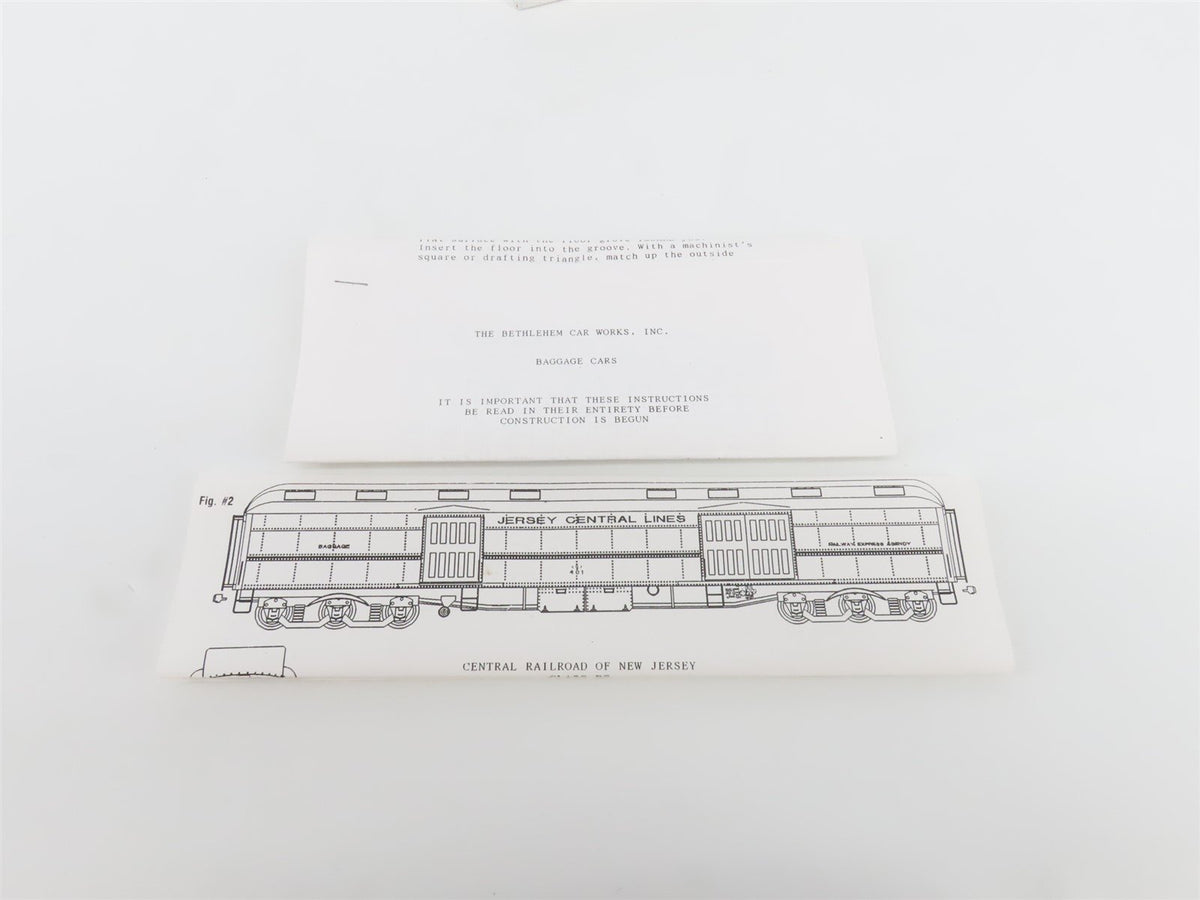 Insert the floor into the groove. With a machinist's
square or drafting triangle, match up the outside
THE BETHLEHEM CAR WORKS, INC.
BAGGAGE CARS
IT IS IMPORTANT THAT THESE INSTRUCTIONS
BE READ IN THEIR ENTIRETY BEFORE
CONSTRUCTION IS BEGUN
Fig. #2
JERSEY CENTRAL LINES
BAGGAGE
RAILWAY EXPRESS AGENCY
401
CENTRAL RAILROAD OF NEW JERSEY